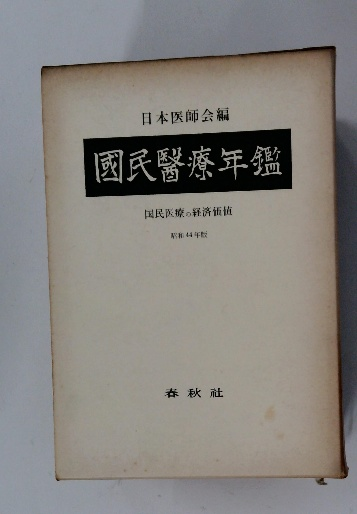 日本医師会編
國民醫療年鑑
国民医療の経済価値
昭和44年版
春秋社